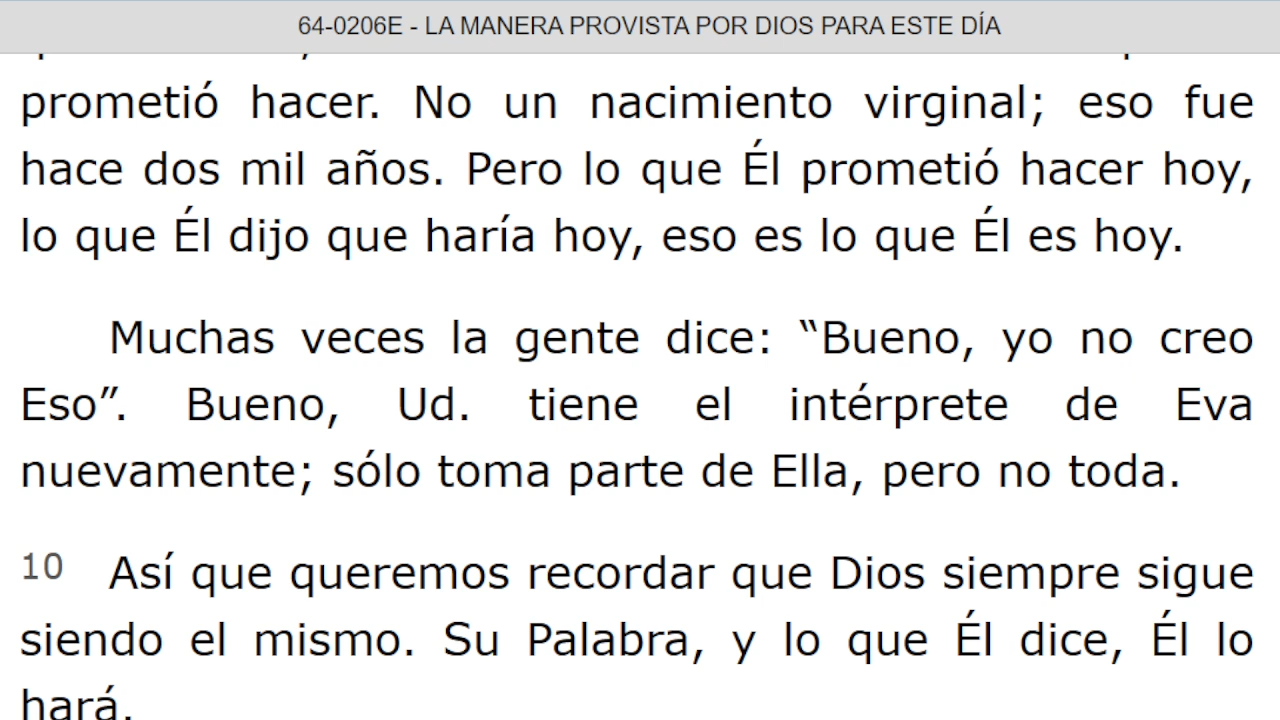 64-0206E - LA MANERA PROVISTA POR DIOS PARA ESTE DÍA
prometió hacer. No un nacimiento virginal; eso fue
hace dos mil años. Pero lo que Él prometió hacer hoy,
lo que Él dijo que haría hoy, eso es lo que Él es hoy.
Muchas veces la gente dice: “Bueno, yo no creo
Eso”. Bueno, Ud. tiene el intérprete de Eva
nuevamente; sólo toma parte de Ella, pero no toda.
10 Así que queremos recordar que Dios siempre sigue
siendo el mismo. Su Palabra, y lo que Él dice, Él lo
hará.